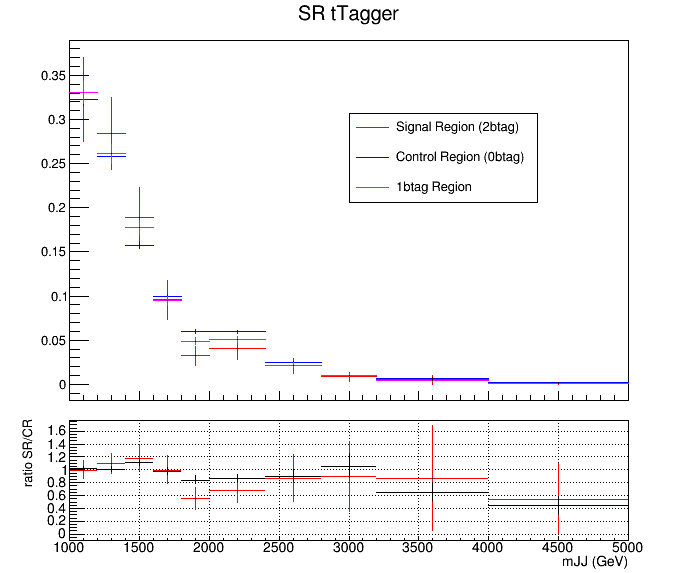 SR tTagger
0.35
0.3
0.25
0.2
0.15
0.1
0.05
0
Signal Region (2btag)
Control Region (0btag)
1btag Region
ratio SR/CR
1.6
1.4
1.2
1
0.8
0.6
0.4
0.2
0
1000 1500 2000 2500 3000 3500 4000 4500 5000
mJJ (GeV)